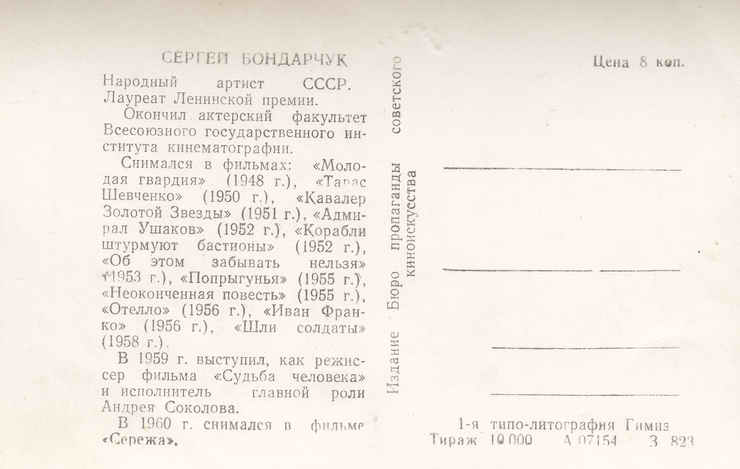 СЕРГЕЙ БОНДАРЧУК
Народный артист СССР.
Лауреат Ленинской премии.
Окончил актерский факультет
Всесоюзного государственного ин-
ститута кинематографии.
Снимался в фильмах: «Моло-
дая гвардия» (1948 г.), «Тарас
Шевченко» (1950 г.), «Кавалер
Золотой Звезды» (1951 г.), «Адми-
рал Ушаков» (1952 г.), «Корабли
штурмуют бастионы» (1952 г.),
«Об этом забывать нельзя»
(1953 г.), «Попрыгунья» (1955 г.),
«Неоконченная повесть» (1955 г.),
«Отелло» (1956 г.), «Иван Фран-
ко» (1956 г.), «Шли солдаты»
(1958 г.).
В 1959 г. выступил, как режис-
сер фильма «Судьба человека»
и исполнитель главной роли
Андрея Соколова.
В 1960 г. снимался в фильме
«Сережа».
Издание Бюро пропаганды советского
киноискусства
Цена 8 коп.
1-я типо-литография Гимиз
Тираж 10 000 А 07154 З 823